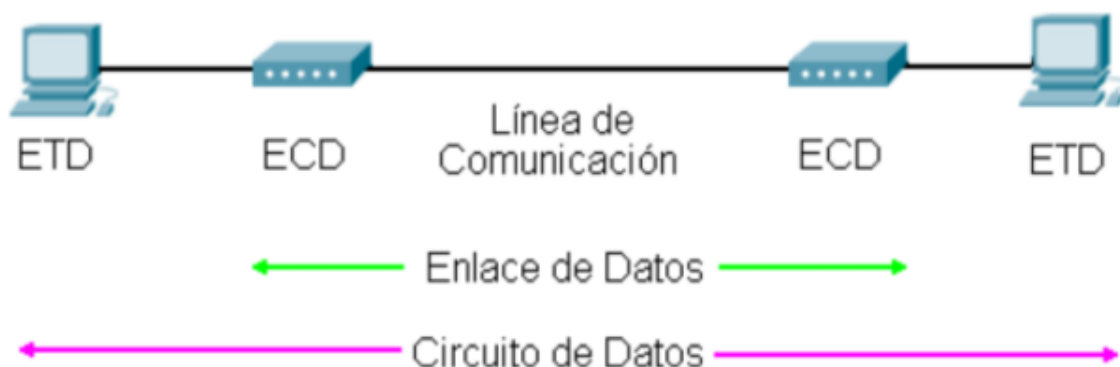 Línea de
Comunicación
ETD
ECD
ECD
ETD
Enlace de Datos
Circuito de Datos